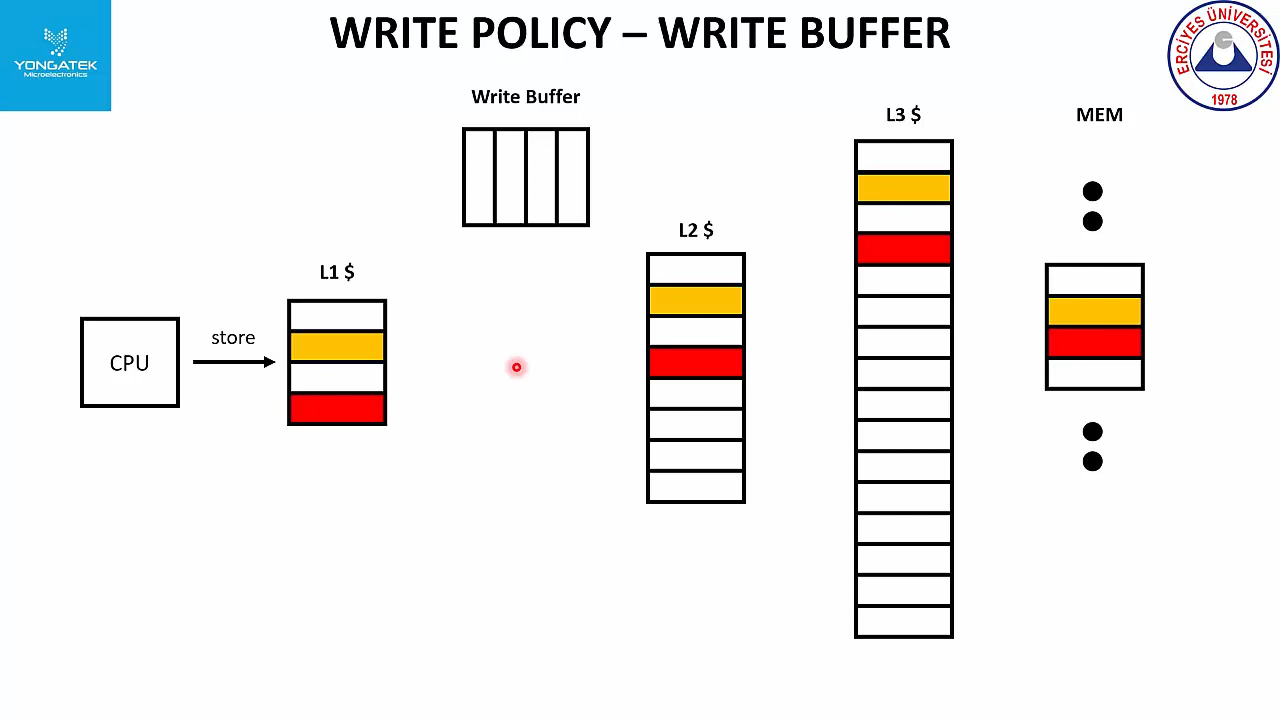 WRITE POLICY – WRITE BUFFER
YONGATEK
Microelectronics
ERCİYES ÜNİVERSİTESİ
1978
Write Buffer
L3 $
MEM
L2 $
L1 $
store
CPU